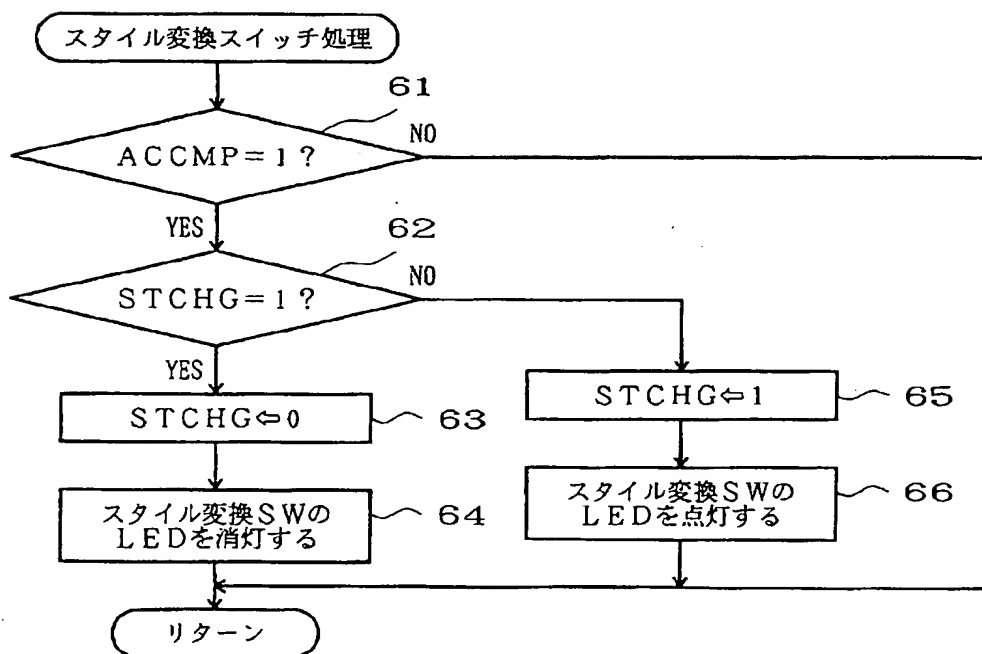 スタイル変換スイッチ処理
61
ACCMP=1?
NO
YES
62
STCHG=1?
NO
YES
STCHG⇦0
63
STCHG⇦1
65
スタイル変換SWの
LEDを消灯する
64
スタイル変換SWの
LEDを点灯する
66
リターン